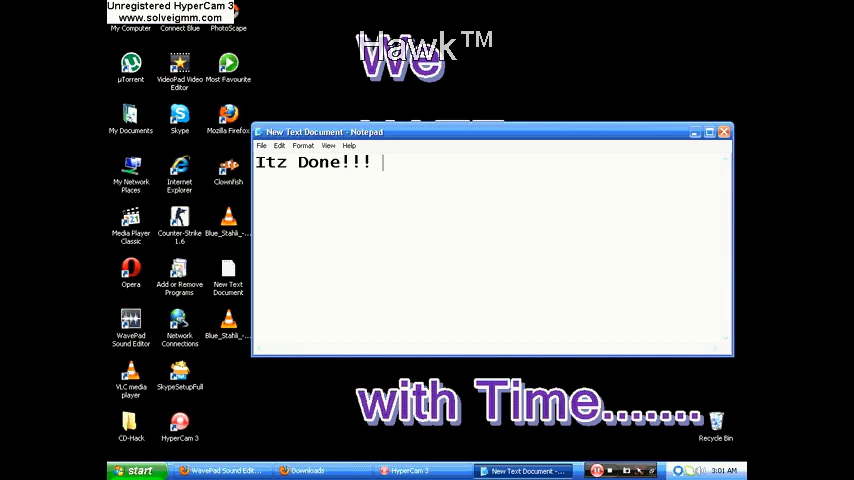 Unregistered HyperCam 3
www.solveigmm.com
My Computer
Connect Blue
PhotoScape
Hawk™
We
µTorrent
VideoPad Video
Editor
Most Favourite
My Documents
Skype
Mozilla Firefox
New Text Document - Notepad
File Edit Format View Help
Itz Done!!!
My Network
Places
Internet
Explorer
Clownfish
Media Player
Classic
Counter-Strike
1.6
Blue_Stahli_-...
Opera
Add or Remove
Programs
New Text
Document
WavePad
Sound Editor
Network
Connections
Blue_Stahli_-...
VLC media
player
SkypeSetupFull
with Time.......
CD-Hack
HyperCam 3
Recycle Bin
start
WavePad Sound Edit...
Downloads
HyperCam 3
New Text Document -...
3:01 AM